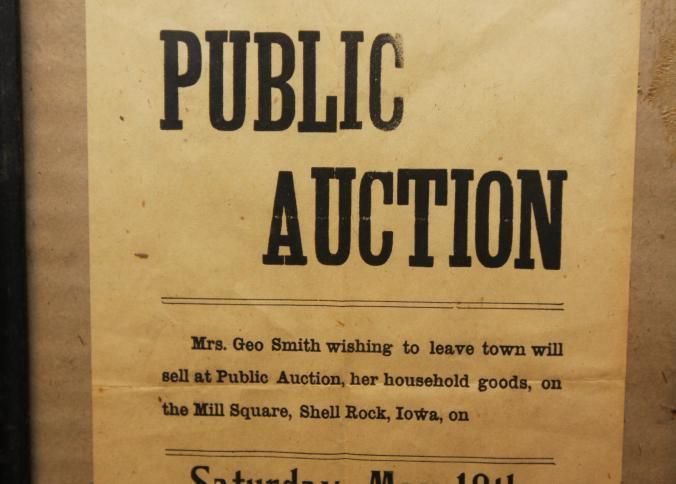 PUBLIC
AUCTION
Mrs. Geo Smith wishing to leave town will
sell at Public Auction, her household goods, on
the Mill Square, Shell Rock, Iowa, on
Saturday